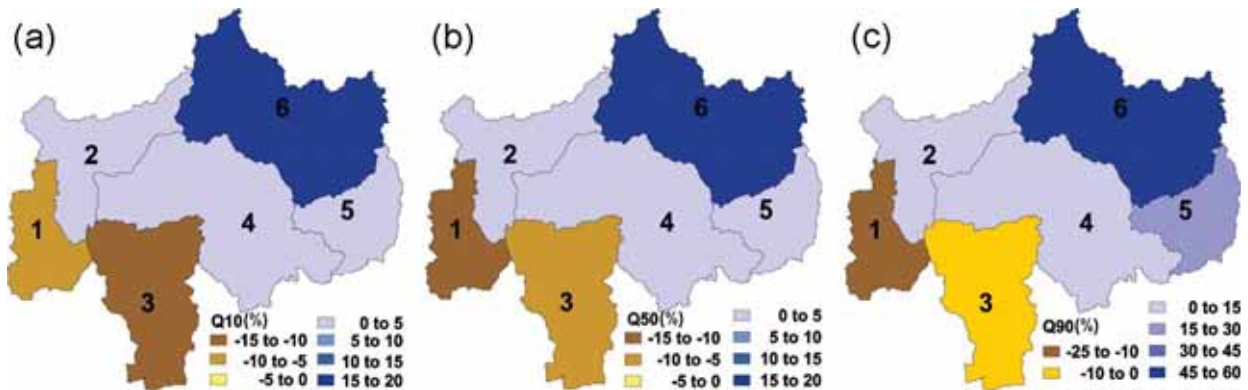 (a)
6
2
1
4
5
3
Q10(%)
-15 to -10
-10 to -5
-5 to 0
0 to 5
5 to 10
10 to 15
15 to 20
(b)
6
2
1
4
5
3
Q50(%)
-15 to -10
-10 to -5
-5 to 0
0 to 5
5 to 10
10 to 15
15 to 20
(c)
6
2
1
4
5
3
Q90(%)
-25 to -10
-10 to 0
0 to 15
15 to 30
30 to 45
45 to 60